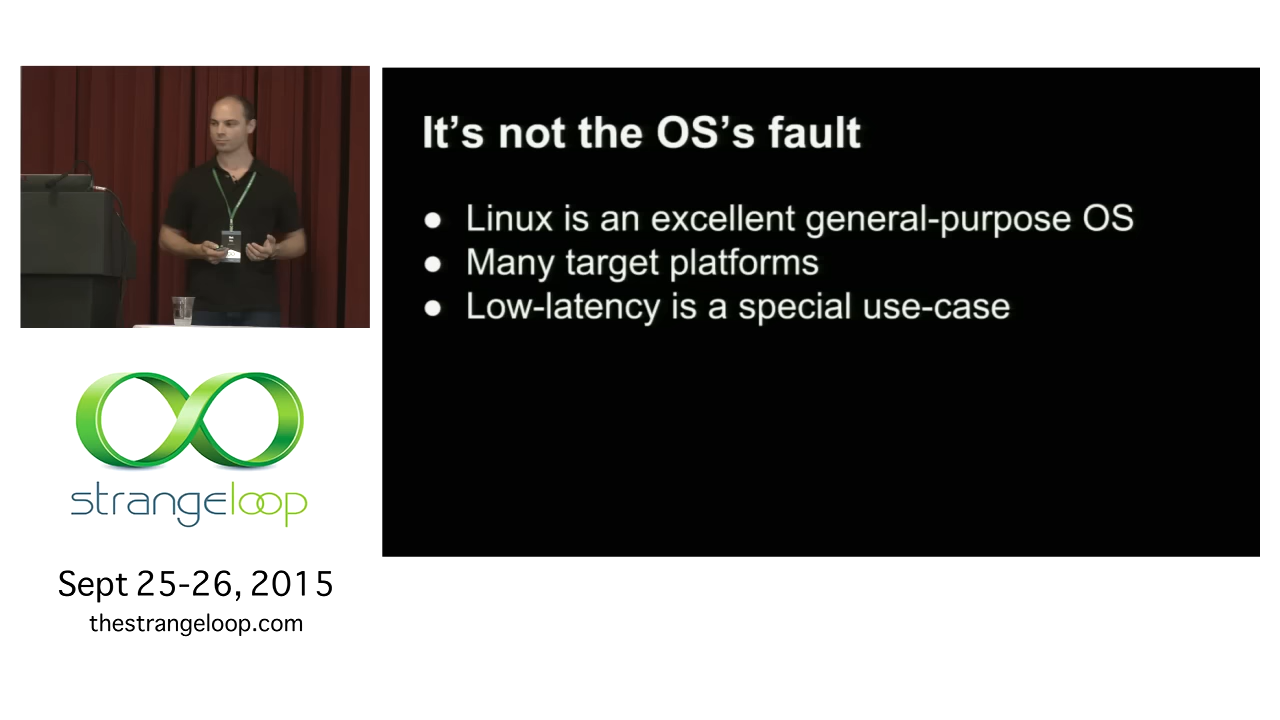 It's not the OS's fault
● Linux is an excellent general-purpose OS
● Many target platforms
● Low-latency is a special use-case
strangeloop
Sept 25-26, 2015
thestrangeloop.com